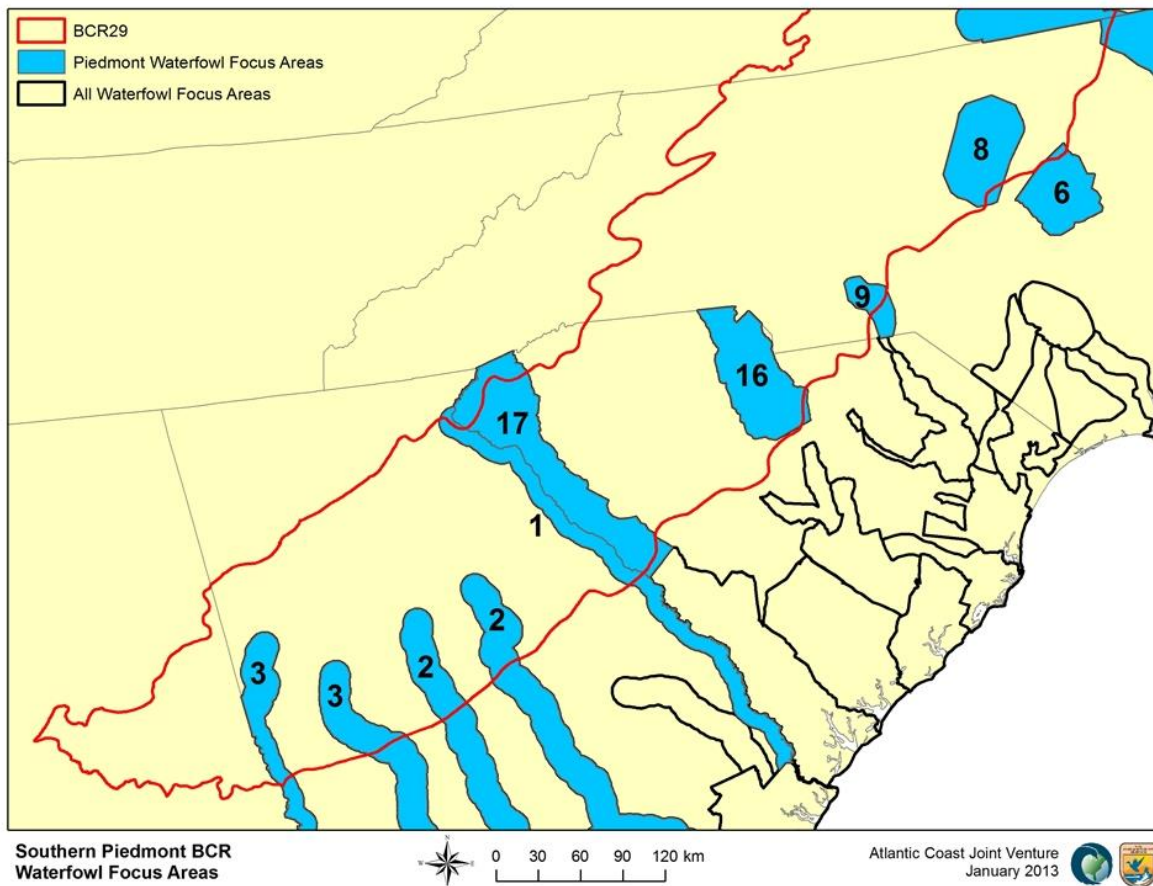 BCR29
Piedmont Waterfowl Focus Areas
All Waterfowl Focus Areas
8
6
9
16
17
1
2
2
3
3
Southern Piedmont BCR
Waterfowl Focus Areas
N
W
E
S
0 30 60 90 120 km
Atlantic Coast Joint Venture
January 2013